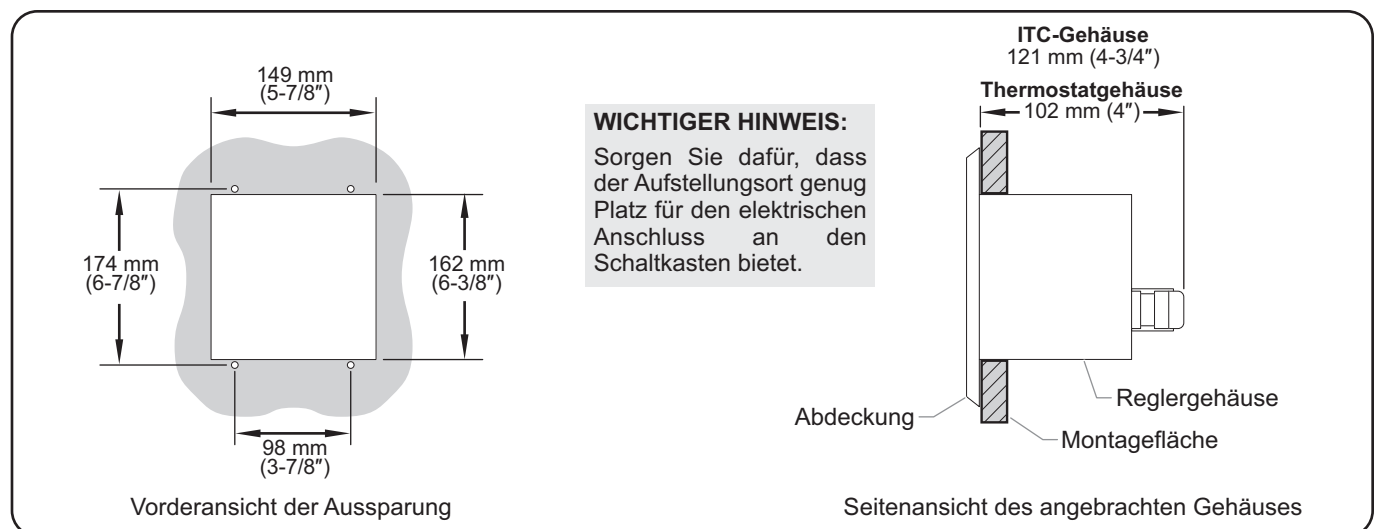 149 mm
(5-7/8″)
174 mm
(6-7/8″)
162 mm
(6-3/8″)
98 mm
(3-7/8″)
Vorderansicht der Aussparung
WICHTIGER HINWEIS:
Sorgen Sie dafür, dass
der Aufstellungsort genug
Platz für den elektrischen
Anschluss an den
Schaltkasten bietet.
ITC-Gehäuse
121 mm (4-3/4″)
Thermostatgehäuse
102 mm (4″)
Reglergehäuse
Abdeckung
Montagefläche
Seitenansicht des angebrachten Gehäuses